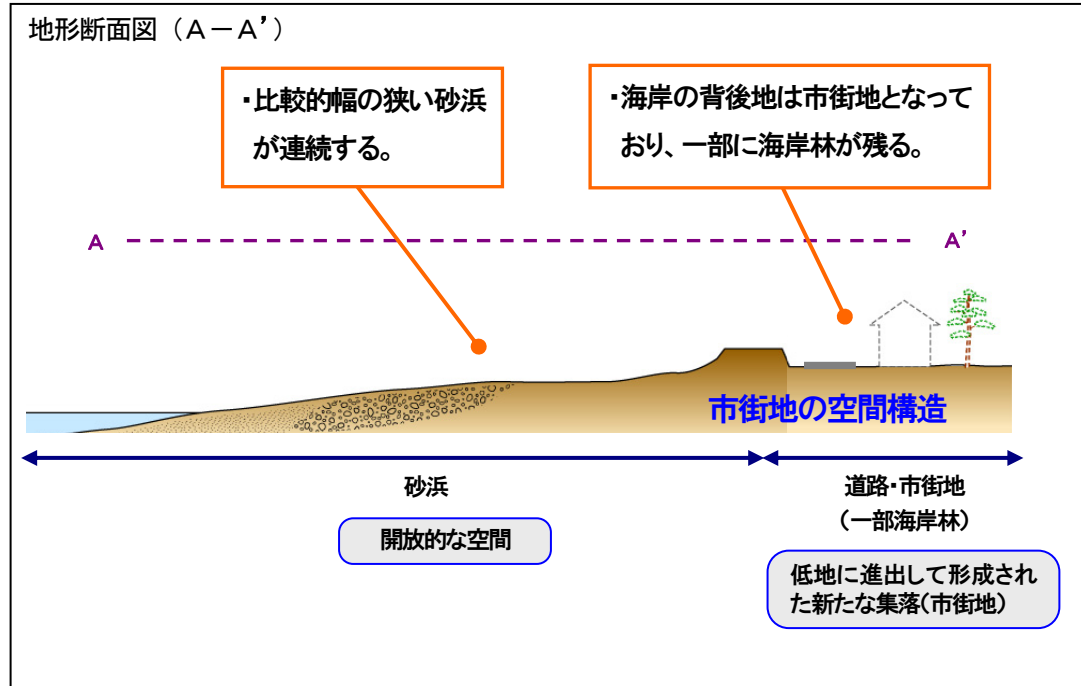 地形断面図（A－A’）
・比較的幅の狭い砂浜
が連続する。
・海岸の背後地は市街地となって
おり、一部に海岸林が残る。
A
A’
市街地の空間構造
砂浜
開放的な空間
道路・市街地
（一部海岸林）
低地に進出して形成され
た新たな集落(市街地)